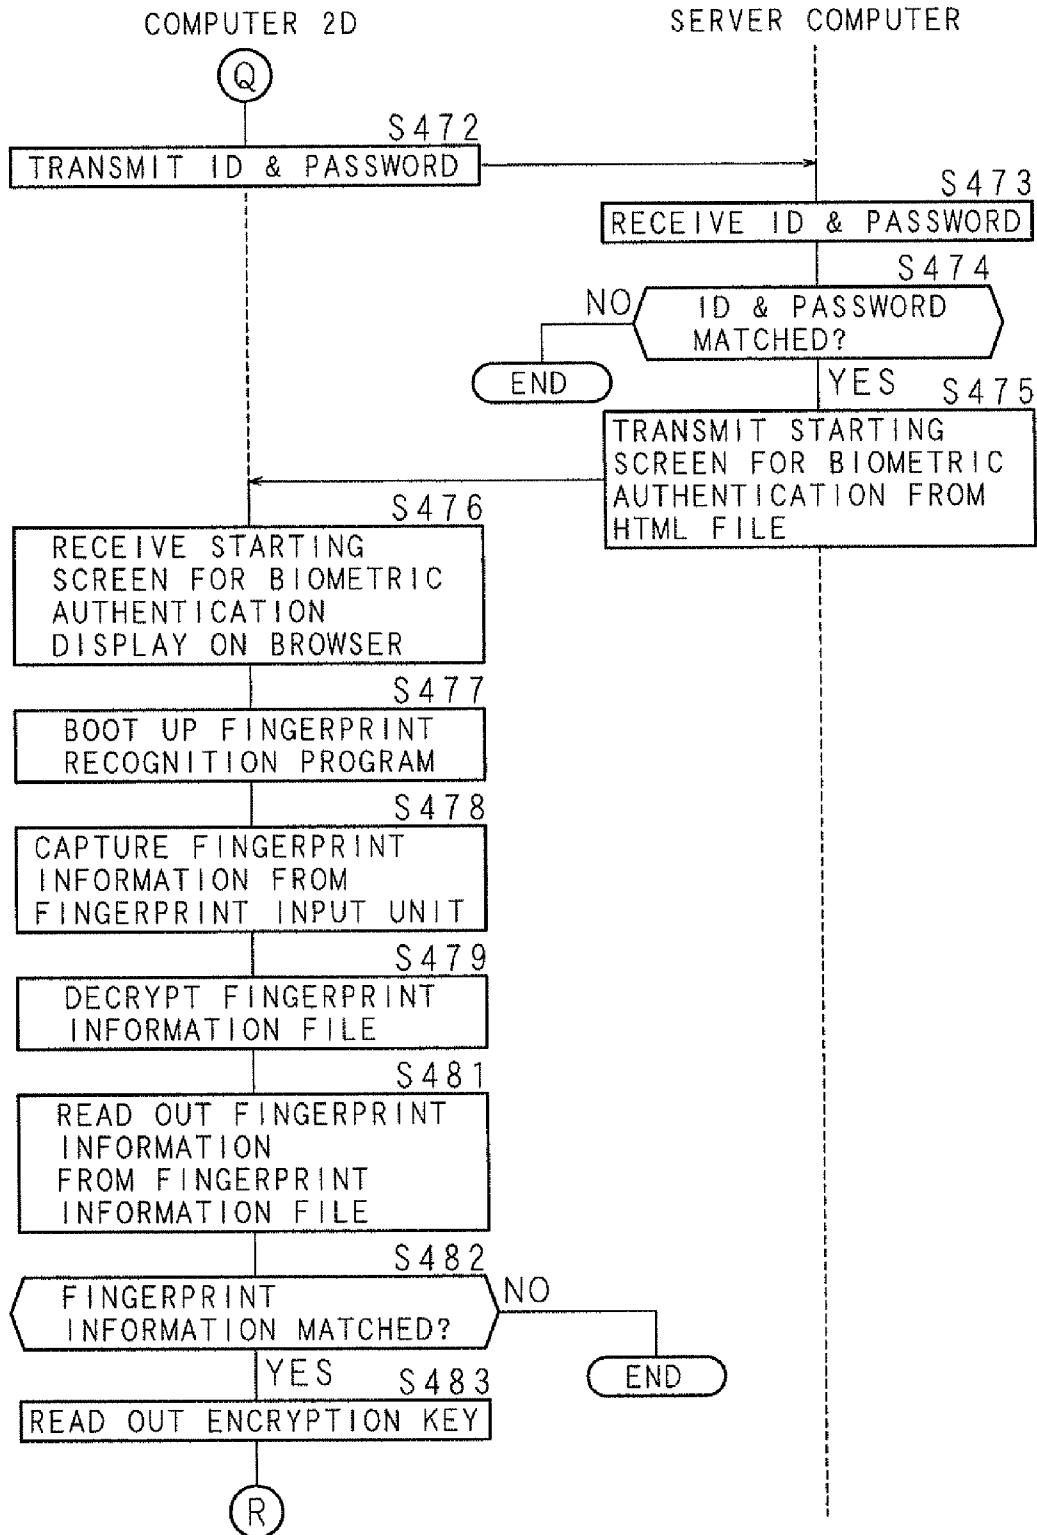 COMPUTER 2D
SERVER COMPUTER
Q
S472
TRANSMIT ID & PASSWORD
S473
RECEIVE ID & PASSWORD
S474
NO
ID & PASSWORD
MATCHED?
END
YES
S475
TRANSMIT STARTING
SCREEN FOR BIOMETRIC
AUTHENTICATION FROM
HTML FILE
S476
RECEIVE STARTING
SCREEN FOR BIOMETRIC
AUTHENTICATION
DISPLAY ON BROWSER
S477
BOOT UP FINGERPRINT
RECOGNITION PROGRAM
S478
CAPTURE FINGERPRINT
INFORMATION FROM
FINGERPRINT INPUT UNIT
S479
DECRYPT FINGERPRINT
INFORMATION FILE
S481
READ OUT FINGERPRINT
INFORMATION
FROM FINGERPRINT
INFORMATION FILE
S482
FINGERPRINT
INFORMATION MATCHED?
NO
END
YES
S483
READ OUT ENCRYPTION KEY
R